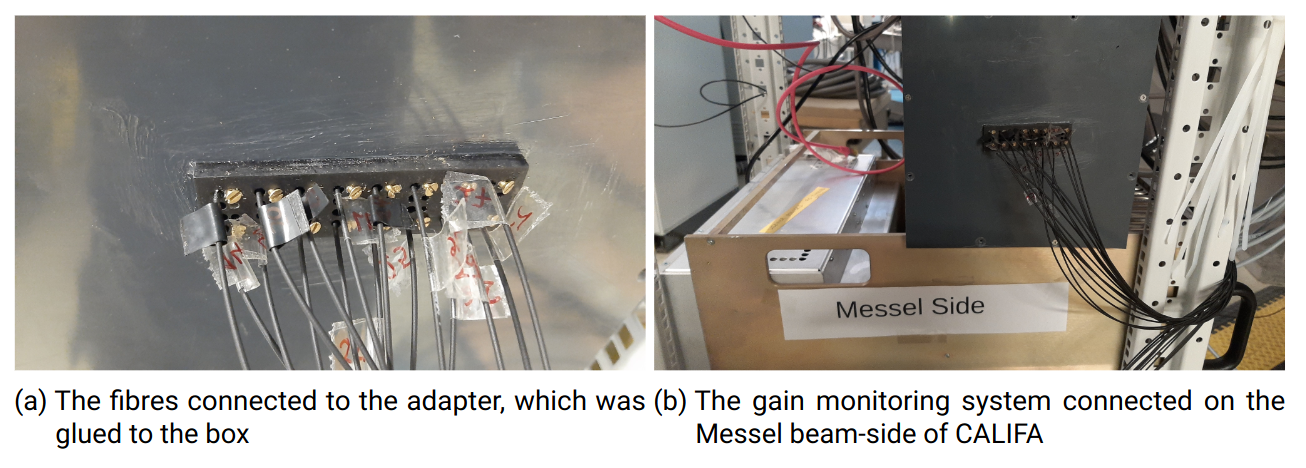 Messel Side
(a) The fibres connected to the adapter, which was
glued to the box
(b) The gain monitoring system connected on the
Messel beam-side of CALIFA